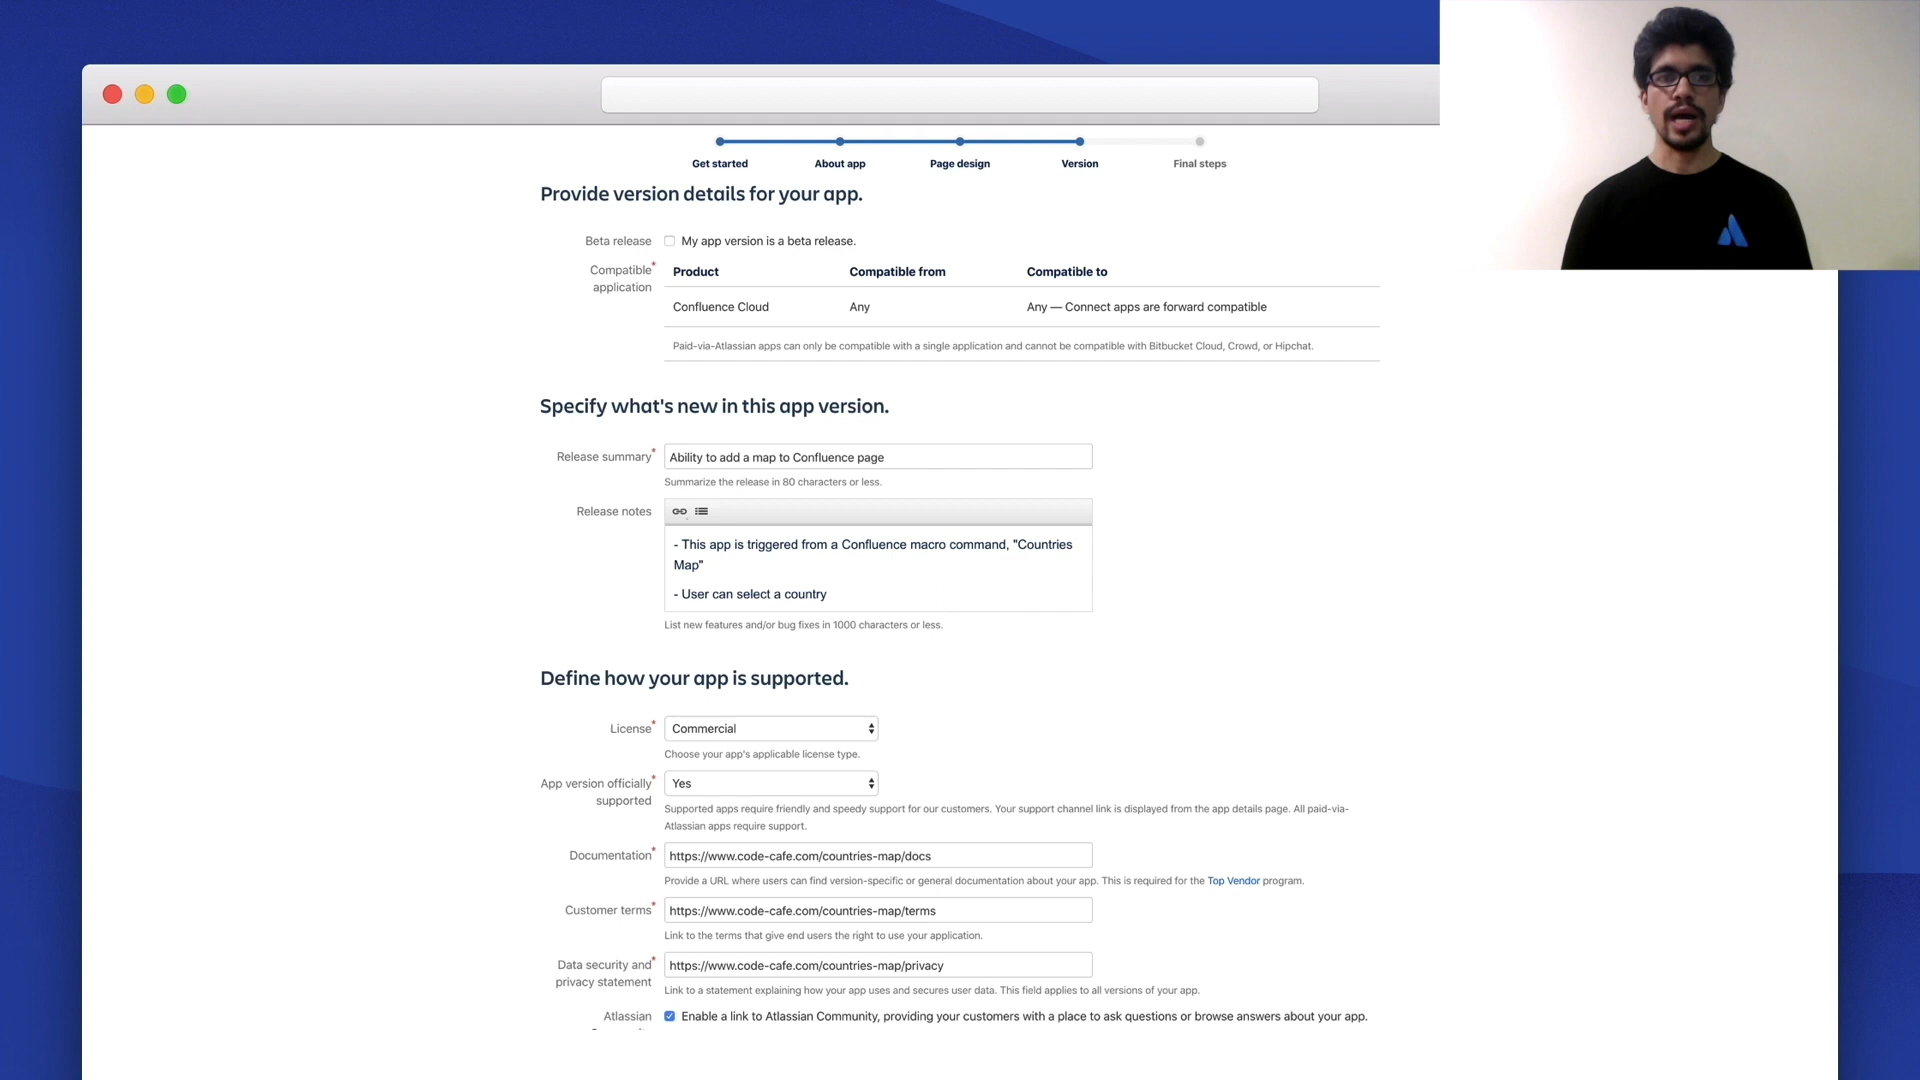 Get started
About app
Page design
Version
Final steps
Provide version details for your app.
Beta release
My app version is a beta release.
Compatible*
application
Product
Compatible from
Compatible to
Confluence Cloud
Any
Any — Connect apps are forward compatible
Paid-via-Atlassian apps can only be compatible with a single application and cannot be compatible with Bitbucket Cloud, Crowd, or Hipchat.
Specify what's new in this app version.
Release summary*
Ability to add a map to Confluence page
Summarize the release in 80 characters or less.
Release notes
- This app is triggered from a Confluence macro command, "Countries
Map"
- User can select a country
List new features and/or bug fixes in 1000 characters or less.
Define how your app is supported.
License*
Commercial
Choose your app's applicable license type.
App version officially*
supported
Yes
Supported apps require friendly and speedy support for our customers. Your support channel link is displayed from the app details page. All paid-via-
Atlassian apps require support.
Documentation*
https://www.code-cafe.com/countries-map/docs
Provide a URL where users can find version-specific or general documentation about your app. This is required for the Top Vendor program.
Customer terms*
https://www.code-cafe.com/countries-map/terms
Link to the terms that give end users the right to use your application.
Data security and*
privacy statement
https://www.code-cafe.com/countries-map/privacy
Link to a statement explaining how your app uses and secures user data. This field applies to all versions of your app.
Atlassian
Enable a link to Atlassian Community, providing your customers with a place to ask questions or browse answers about your app.